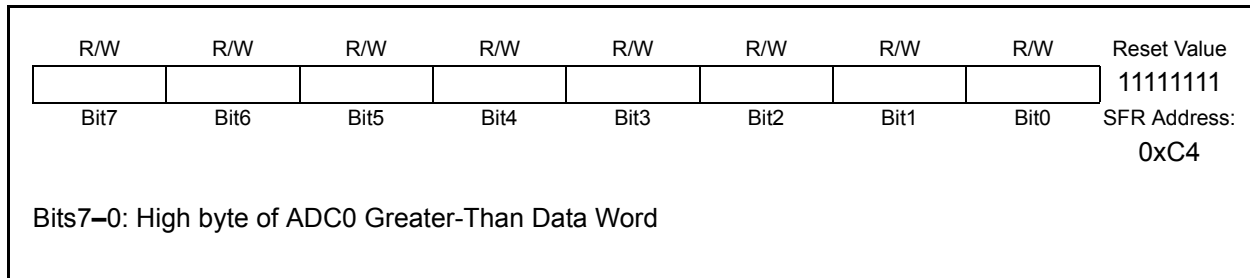 R/W R/W R/W R/W R/W R/W R/W R/W Reset Value
11111111
Bit7 Bit6 Bit5 Bit4 Bit3 Bit2 Bit1 Bit0 SFR Address:
0xC4
Bits7–0: High byte of ADC0 Greater-Than Data Word